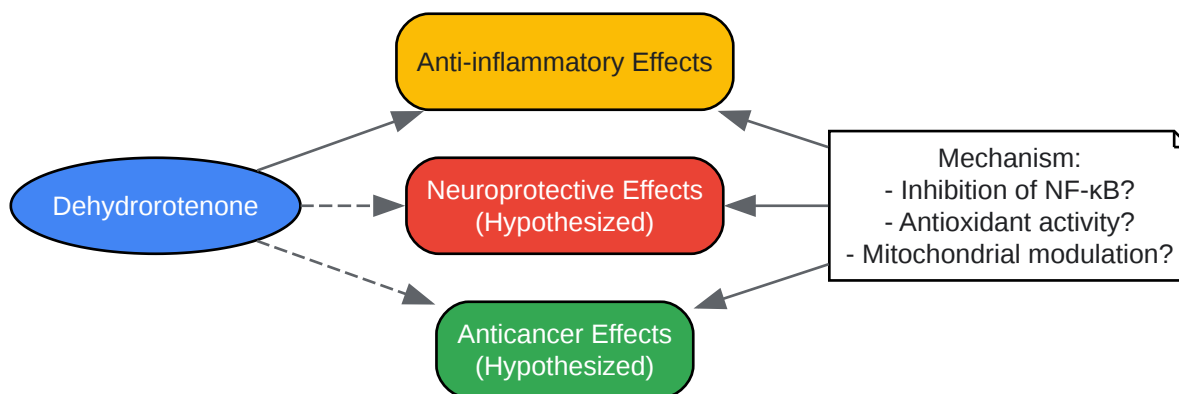 Anti-inflammatory Effects
Dehydrorotenone
Neuroprotective Effects
(Hypothesized)
Anticancer Effects
(Hypothesized)
Mechanism:
- Inhibition of NF-κB?
- Antioxidant activity?
- Mitochondrial modulation?